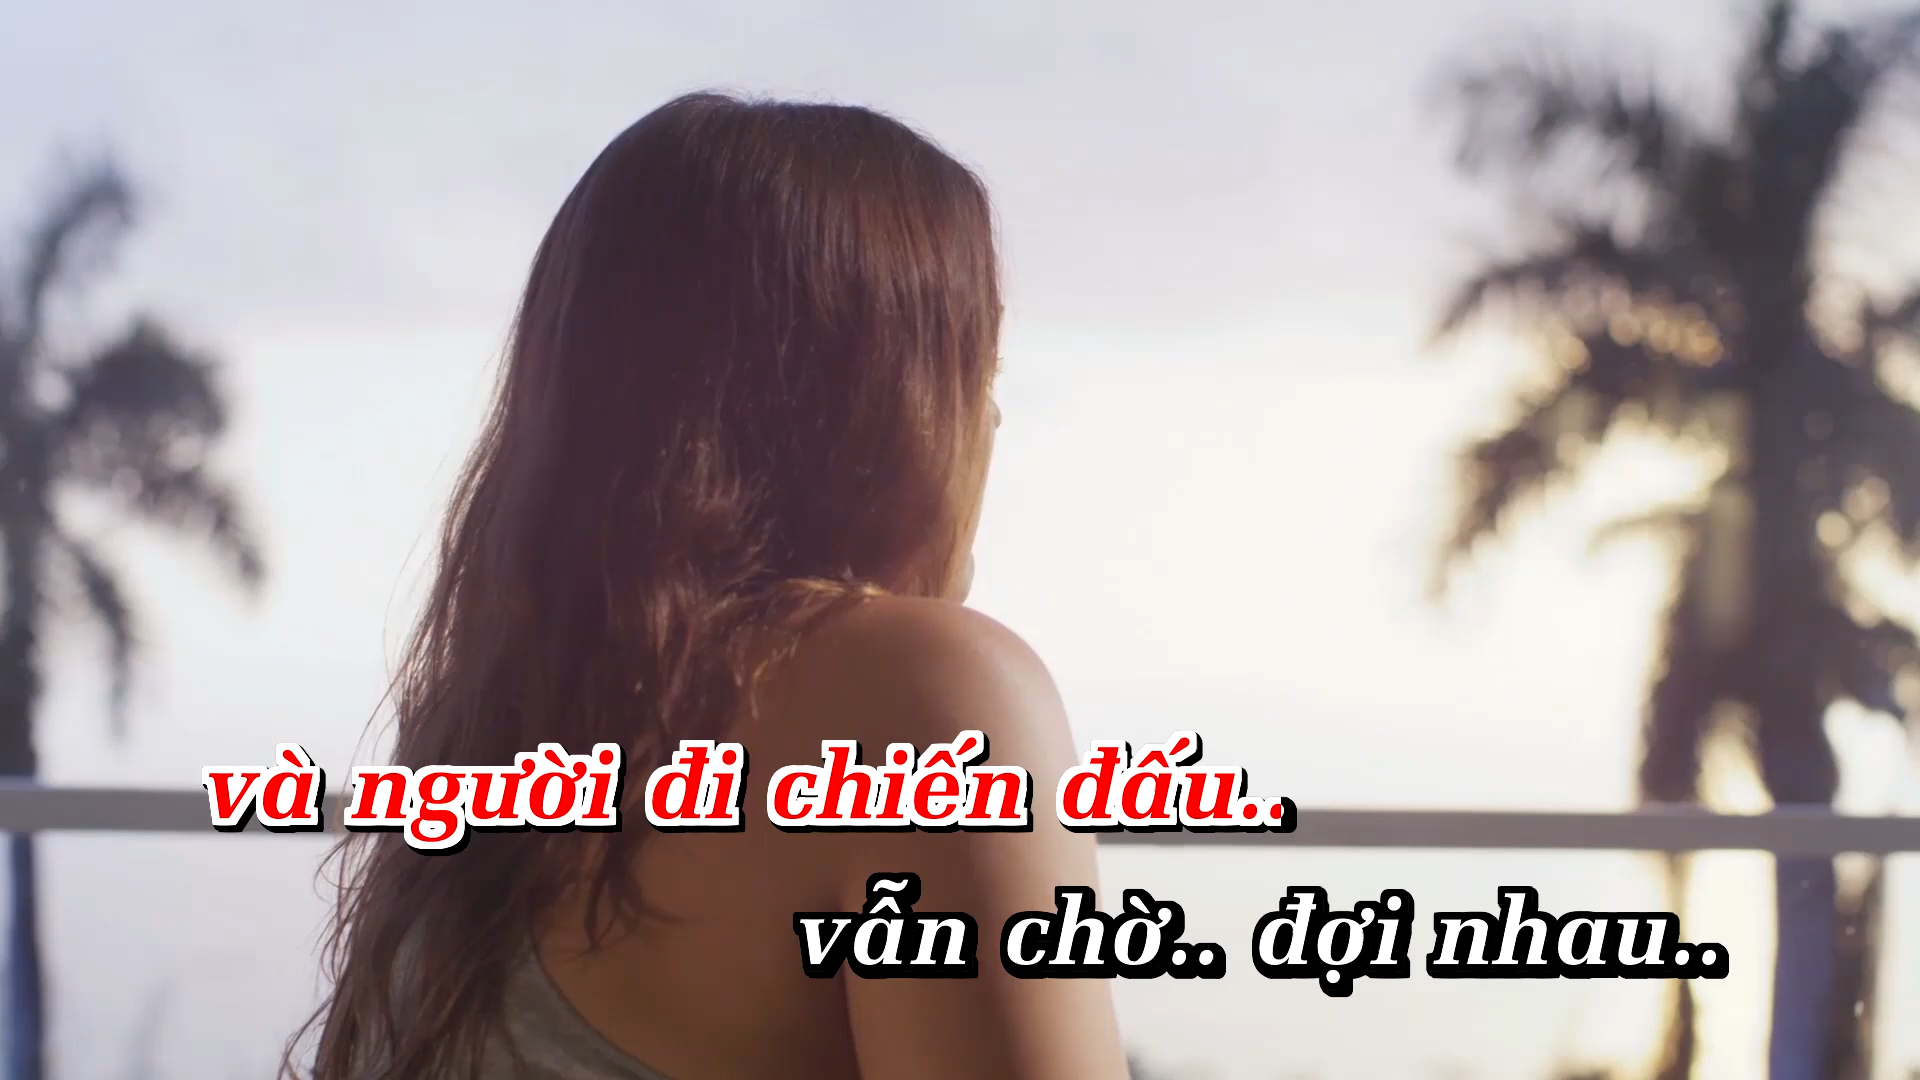 và người đi chiến đấu..
vẫn chờ.. đợi nhau..